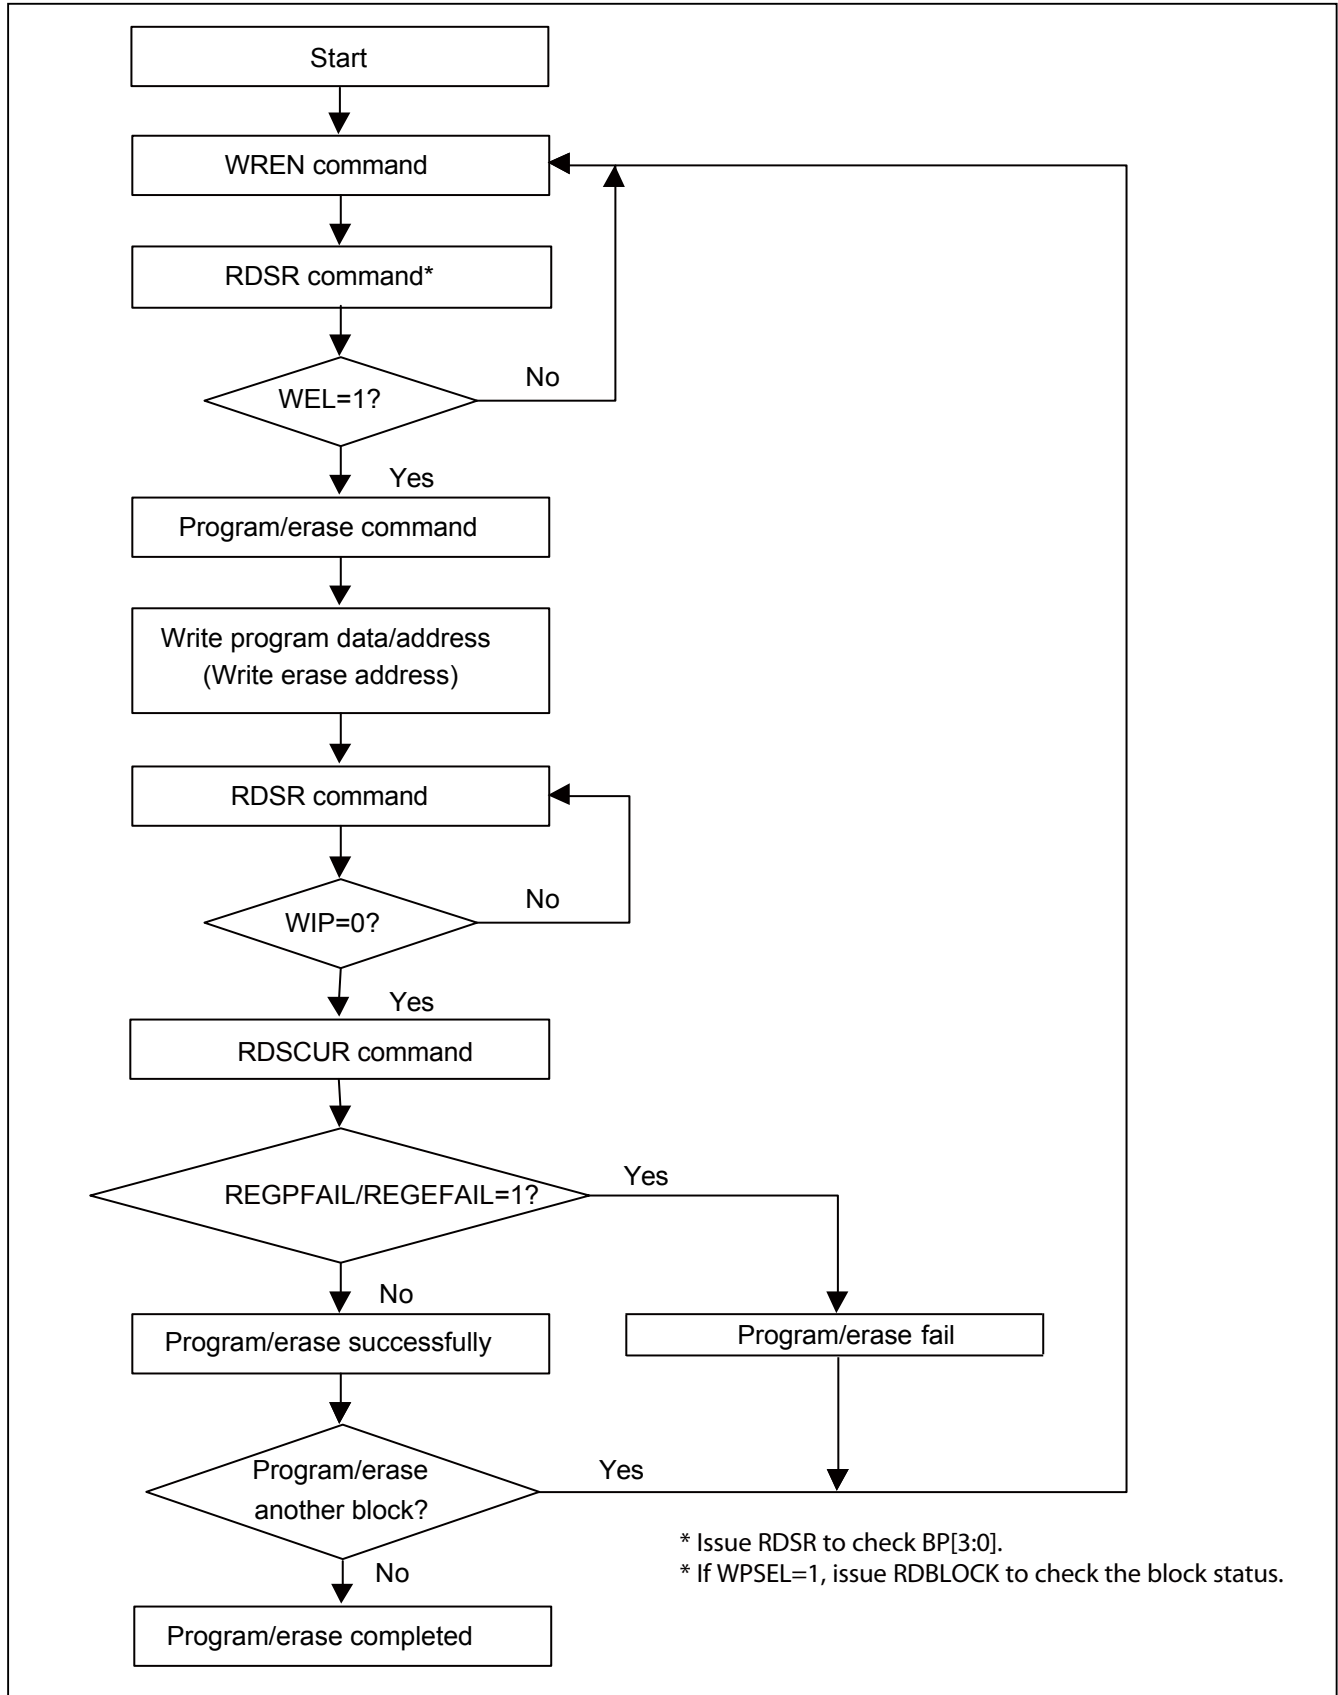 Start
WREN command
RDSR command*
WEL=1?
No
Yes
Program/erase command
Write program data/address
(Write erase address)
RDSR command
WIP=0?
No
Yes
RDSCUR command
REGPFAIL/REGEFAIL=1?
Yes
No
Program/erase successfully
Program/erase fail
Program/erase
another block?
Yes
No
* Issue RDSR to check BP[3:0].
* If WPSEL=1, issue RDBLOCK to check the block status.
Program/erase completed